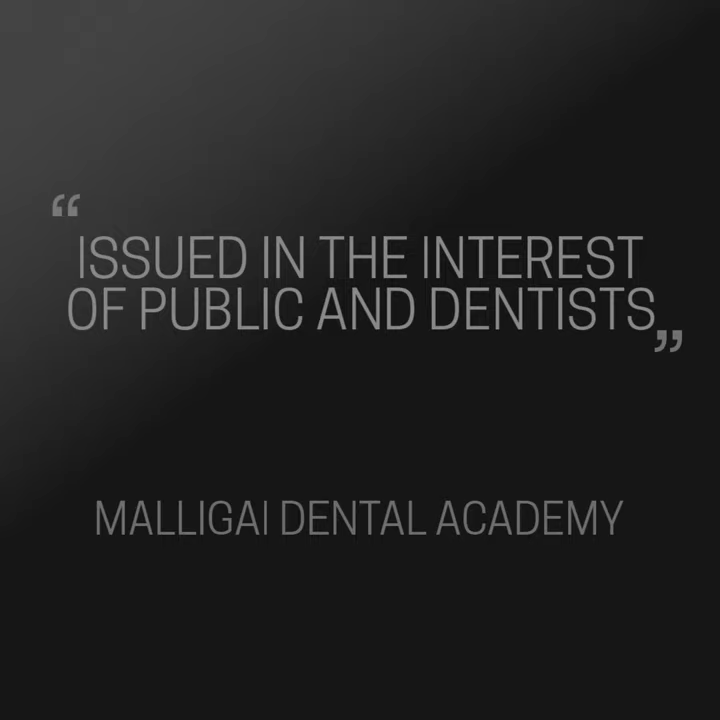 “
ISSUED IN THE INTEREST
OF PUBLIC AND DENTISTS
”
MALLIGAI DENTAL ACADEMY